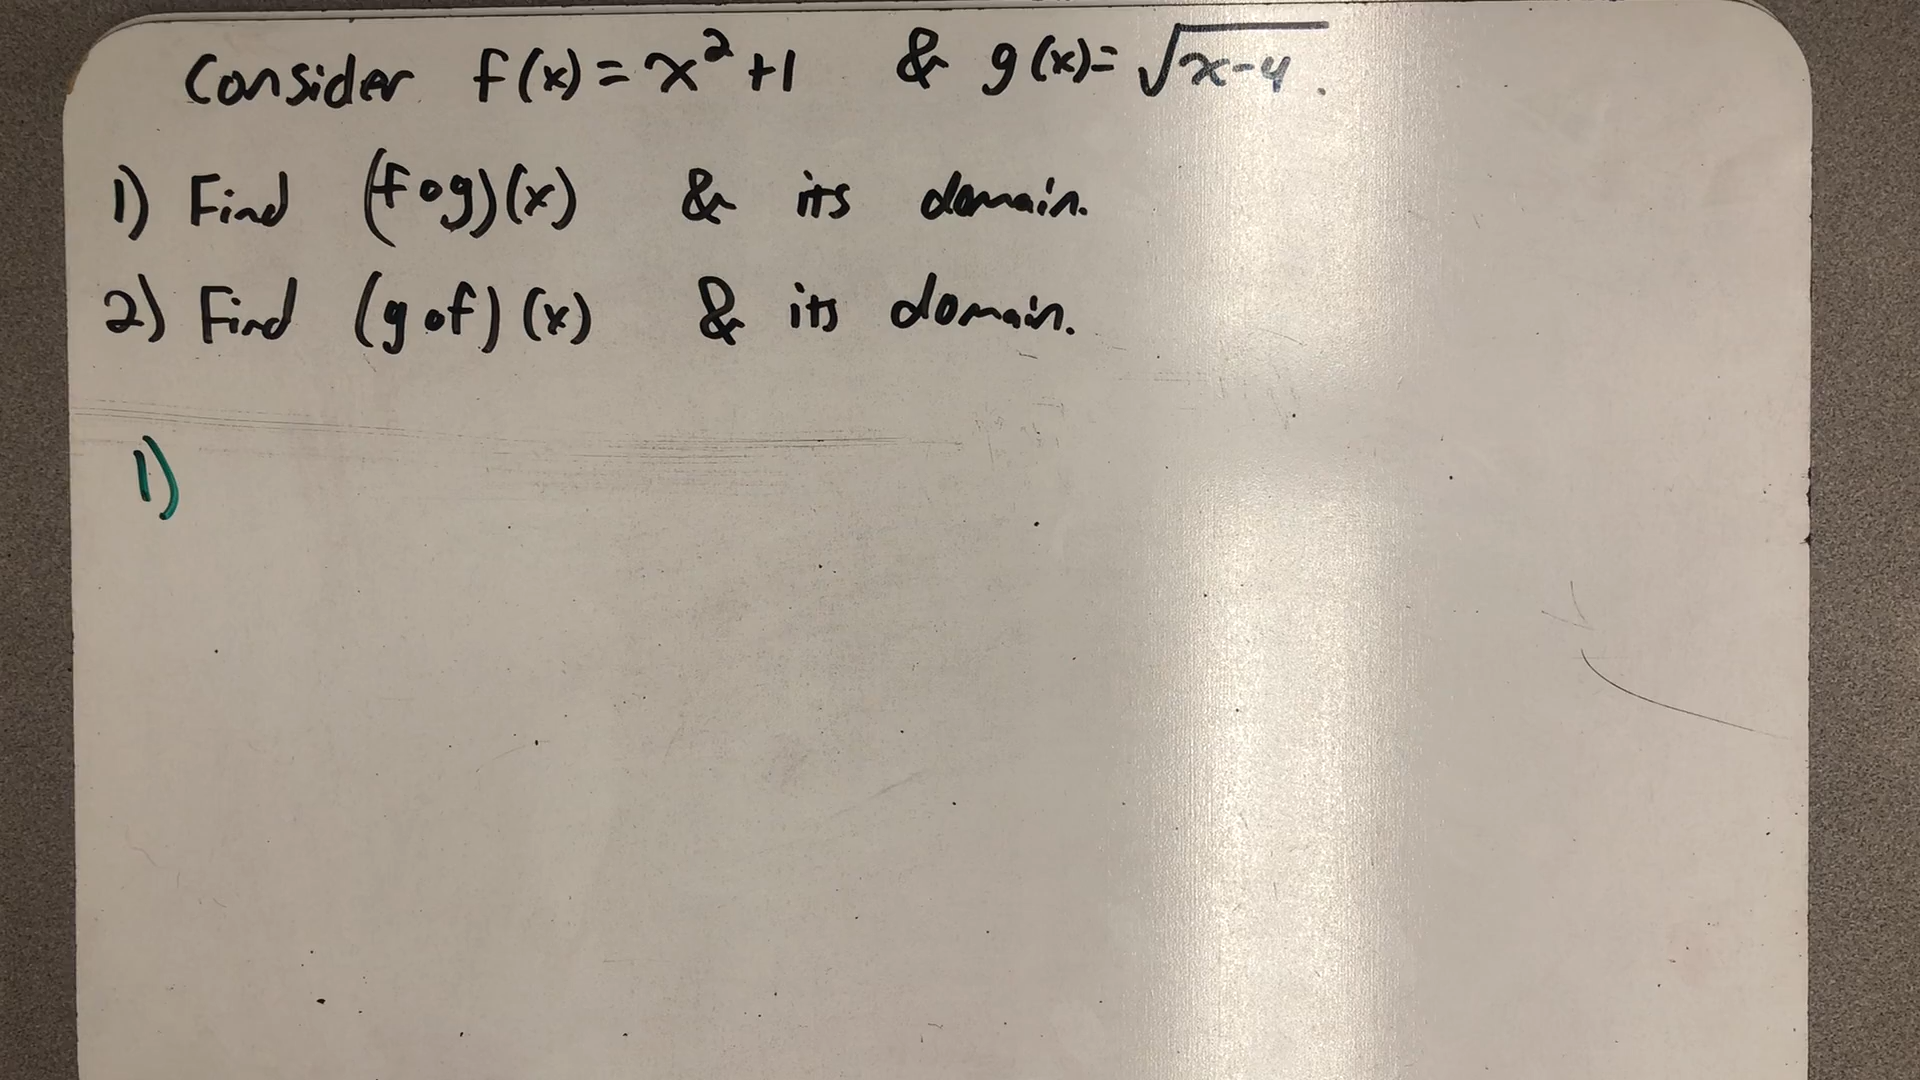 Consider f(x) = x² + 1 & g(x) = √(x-4).
1) Find (f∘g)(x) & its domain.
2) Find (g∘f)(x) & its domain.
1)